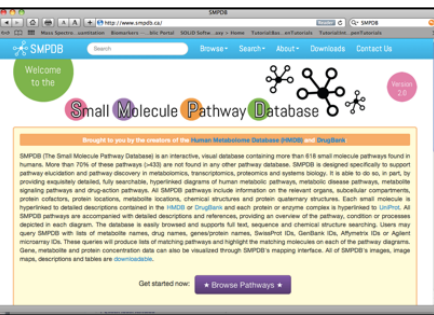 SMPDB
http://www.smpdb.ca/
Reader
SMPDB
SMPDB
Search
Browse
Search
About
Downloads
Contact Us
Welcome
to the
Version
2.0
Small Molecule Pathway Database
Brought to you by the creators of the Human Metabolome Database (HMDB) and DrugBank
SMPDB (The Small Molecule Pathway Database) is an interactive, visual database containing more than 618 small molecule pathways found in
humans. More than 70% of these pathways (>433) are not found in any other pathway database. SMPDB is designed specifically to support
pathway elucidation and pathway discovery in metabolomics, transcriptomics, proteomics and systems biology. It is able to do so, in part, by
providing exquisitely detailed, fully searchable, hyperlinked diagrams of human metabolic pathways, metabolic disease pathways, metabolite
signaling pathways and drug-action pathways. All SMPDB pathways include information on the relevant organs, subcellular compartments,
protein cofactors, protein locations, metabolite locations, chemical structures and protein quaternary structures. Each small molecule is
hyperlinked to detailed descriptions contained in the HMDB or DrugBank and each protein or enzyme complex is hyperlinked to UniProt. All
SMPDB pathways are accompanied with detailed descriptions and references, providing an overview of the pathway, condition or processes
depicted in each diagram. The database is easily browsed and supports full text, sequence and chemical structure searching. Users may
query SMPDB with lists of metabolite names, drug names, genes/protein names, SwissProt IDs, GenBank IDs, Affymetrix IDs or Agilent
microarray IDs. These queries will produce lists of matching pathways and highlight the matching molecules on each of the pathway diagrams.
Gene, metabolite and protein concentration data can also be visualized through SMPDB's mapping interface. All of SMPDB's images, image
maps, descriptions and tables are downloadable.
Get started now:
★ Browse Pathways ★